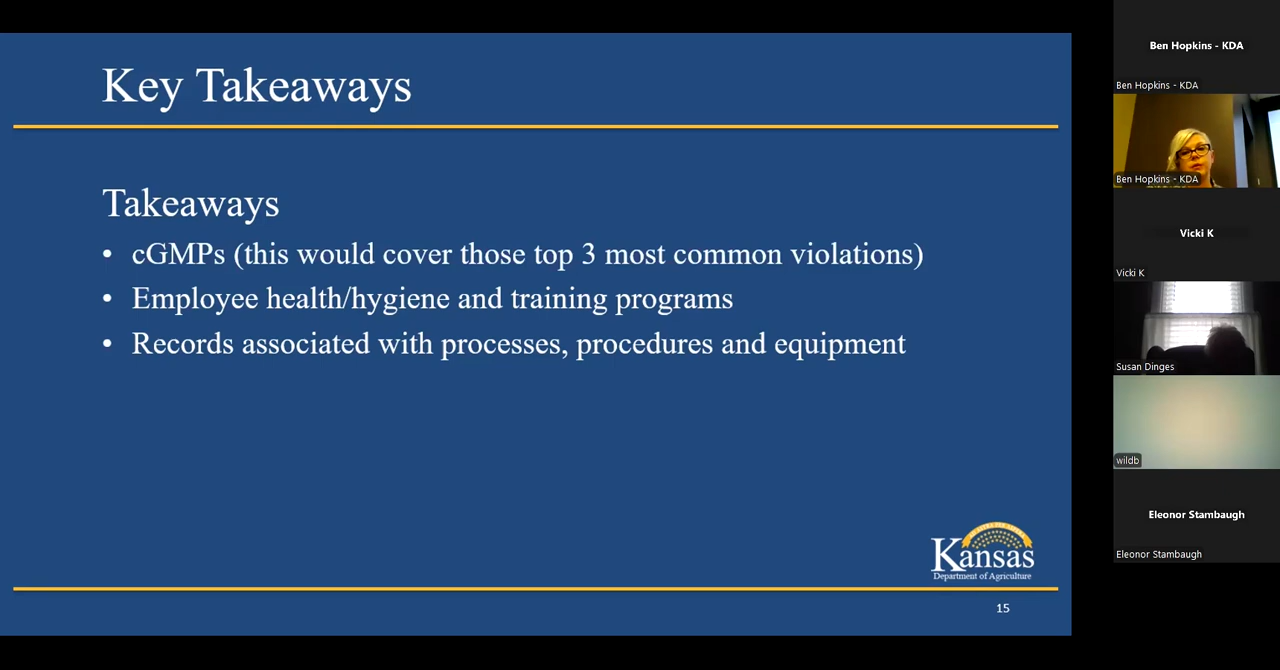 Key Takeaways
Takeaways
• cGMPs (this would cover those top 3 most common violations)
• Employee health/hygiene and training programs
• Records associated with processes, procedures and equipment
Kansas
Department of Agriculture
15
Ben Hopkins - KDA
Ben Hopkins - KDA
Ben Hopkins - KDA
Vicki K
Vicki K
Susan Dinges
wildb
Eleonor Stambaugh
Eleonor Stambaugh